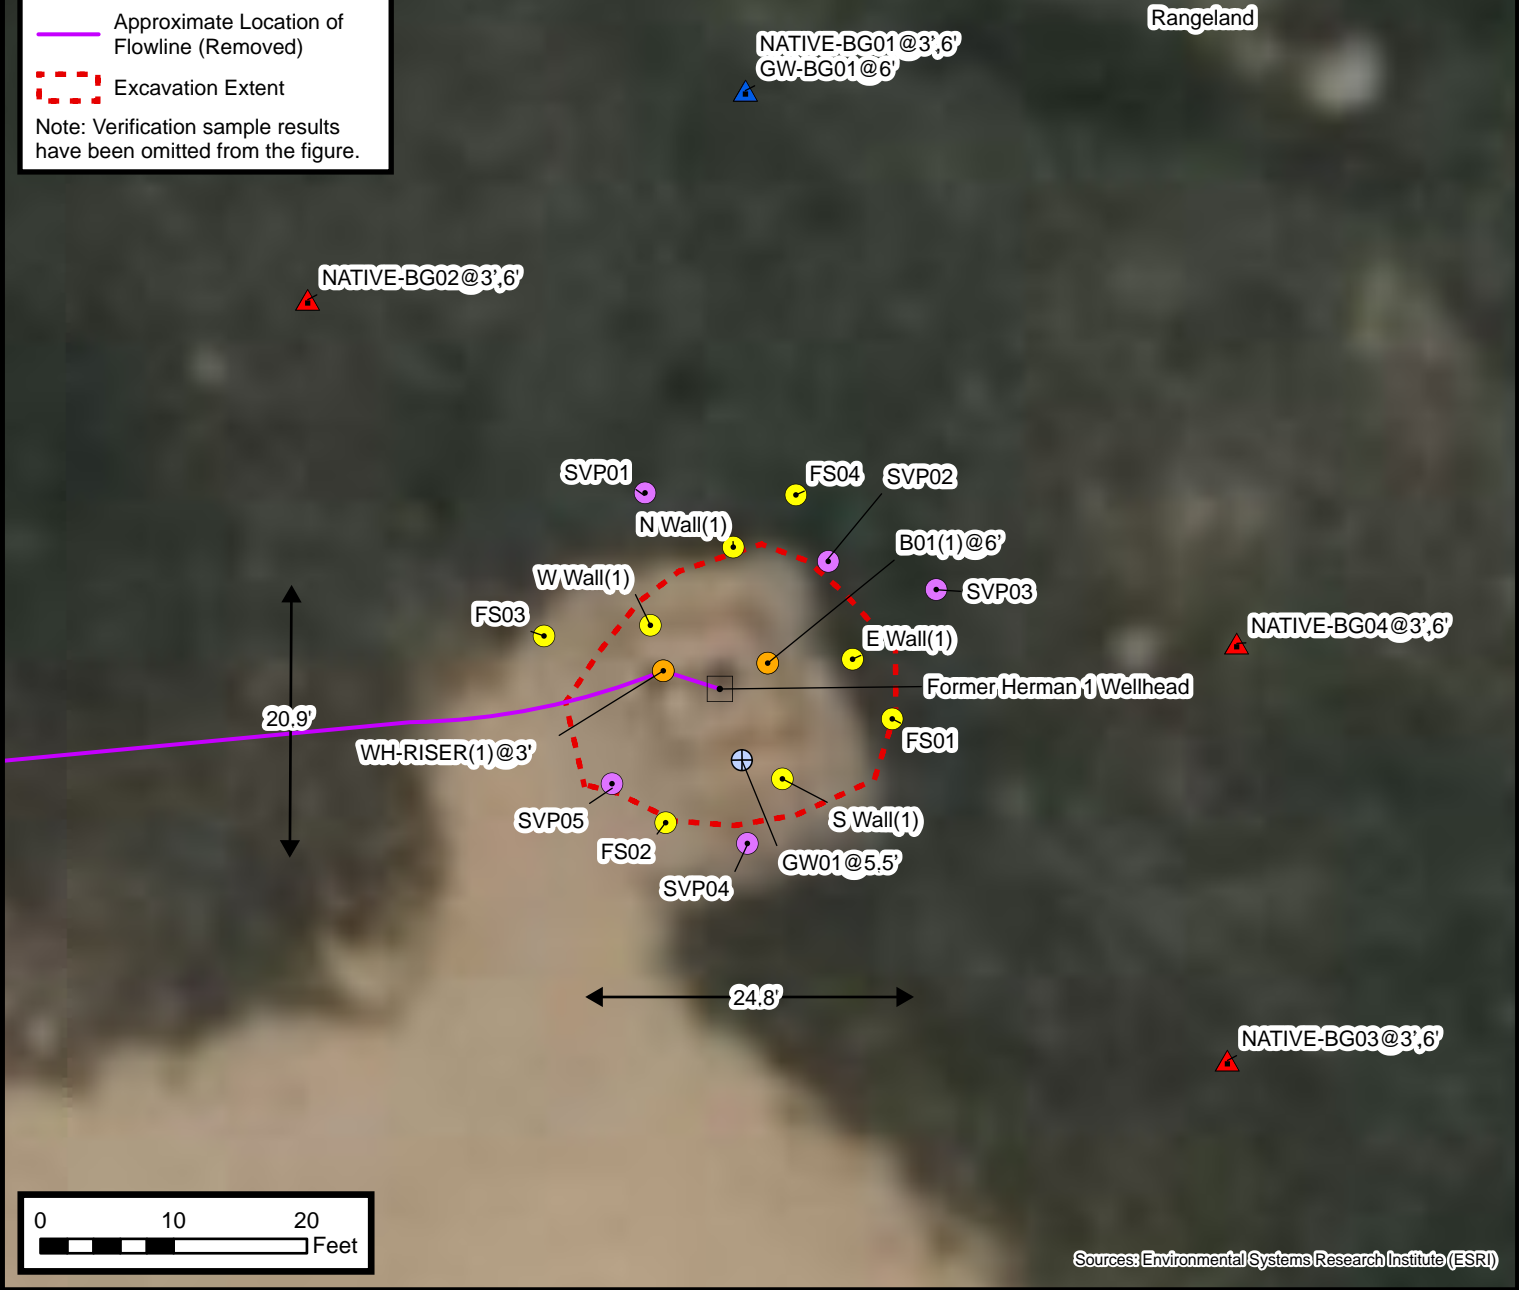 Approximate Location of
Flowline (Removed)
Excavation Extent
Note: Verification sample results
have been omitted from the figure.
Rangeland
NATIVE-BG01@3',6'
GW-BG01@6'
NATIVE-BG02@3',6'
SVP01
FS04
SVP02
N Wall(1)
B01(1)@6'
W Wall(1)
SVP03
FS03
E Wall(1)
NATIVE-BG04@3',6'
Former Herman 1 Wellhead
20.9'
FS01
WH-RISER(1)@3'
SVP05
S Wall(1)
FS02
GW01@5.5'
SVP04
24.8'
NATIVE-BG03@3',6'
0 10 20
Feet
Sources: Environmental Systems Research Institute (ESRI)